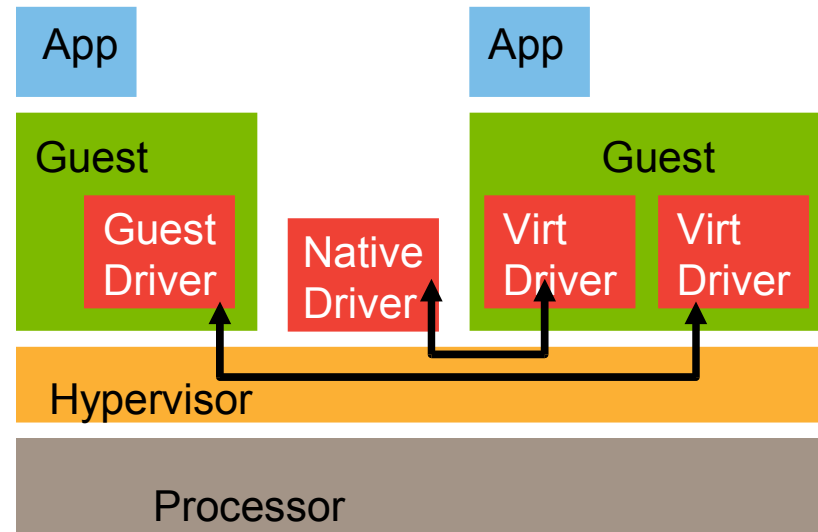 App
App
Guest
Guest
Guest
Driver
Native
Driver
Virt
Driver
Virt
Driver
Hypervisor
Processor